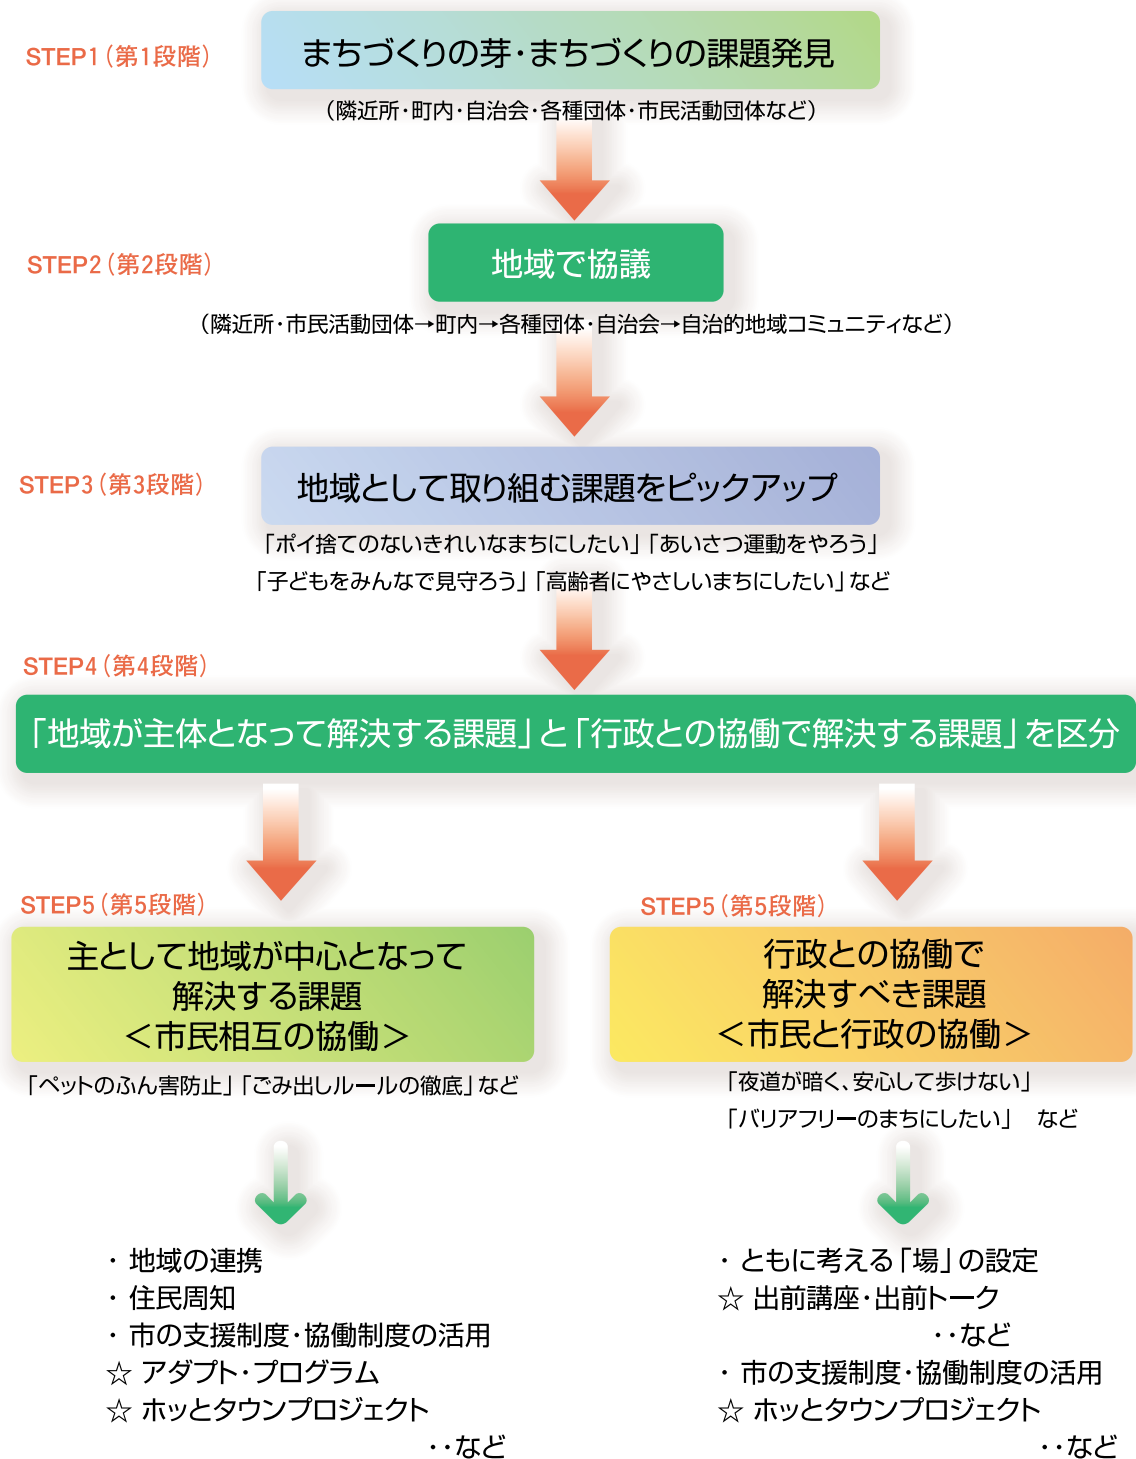 STEP1（第1段階）
まちづくりの芽・まちづくりの課題発見
（隣近所・町内・自治会・各種団体・市民活動団体など）
STEP2（第2段階）
地域で協議
（隣近所・市民活動団体→町内→各種団体・自治会→自治的地域コミュニティなど）
STEP3（第3段階）
地域として取り組む課題をピックアップ
「ポイ捨てのないきれいなまちにしたい」「あいさつ運動をやろう」
「子どもをみんなで見守ろう」「高齢者にやさしいまちにしたい」など
STEP4（第4段階）
「地域が主体となって解決する課題」と「行政との協働で解決する課題」を区分
STEP5（第5段階）
主として地域が中心となって
解決する課題
＜市民相互の協働＞
「ペットのふん害防止」「ごみ出しルールの徹底」など
・ 地域の連携
・ 住民周知
・ 市の支援制度・協働制度の活用
☆ アダプト・プログラム
☆ ホッとタウンプロジェクト
・・など
STEP5（第5段階）
行政との協働で
解決すべき課題
＜市民と行政の協働＞
「夜道が暗く、安心して歩けない」
「バリアフリーのまちにしたい」　など
・ ともに考える「場」の設定
☆ 出前講座・出前トーク
・・など
・ 市の支援制度・協働制度の活用
☆ ホッとタウンプロジェクト
・・など